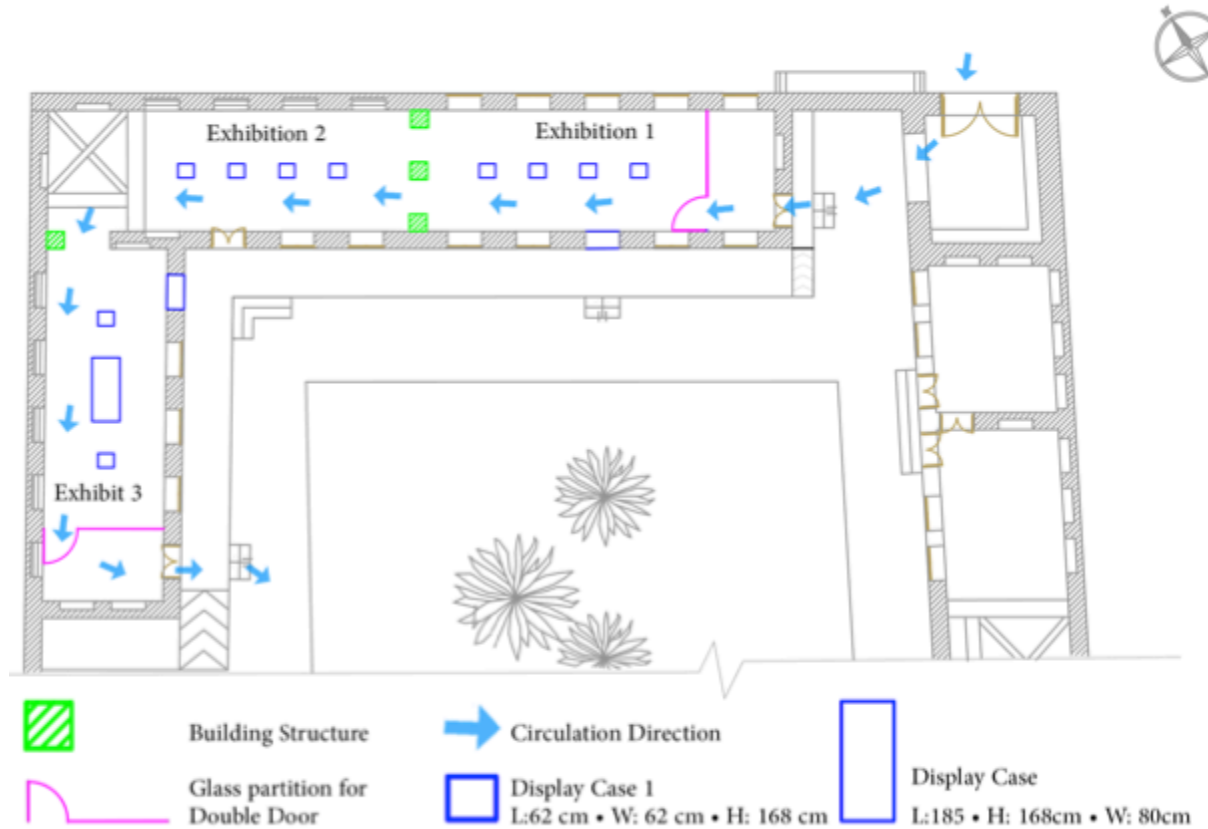 Exhibition 2
Exhibition 1
Exhibit 3
Building Structure
Circulation Direction
Glass partition for
Double Door
Display Case 1
L:62 cm • W: 62 cm • H: 168 cm
Display Case
L:185 • H: 168cm • W: 80cm